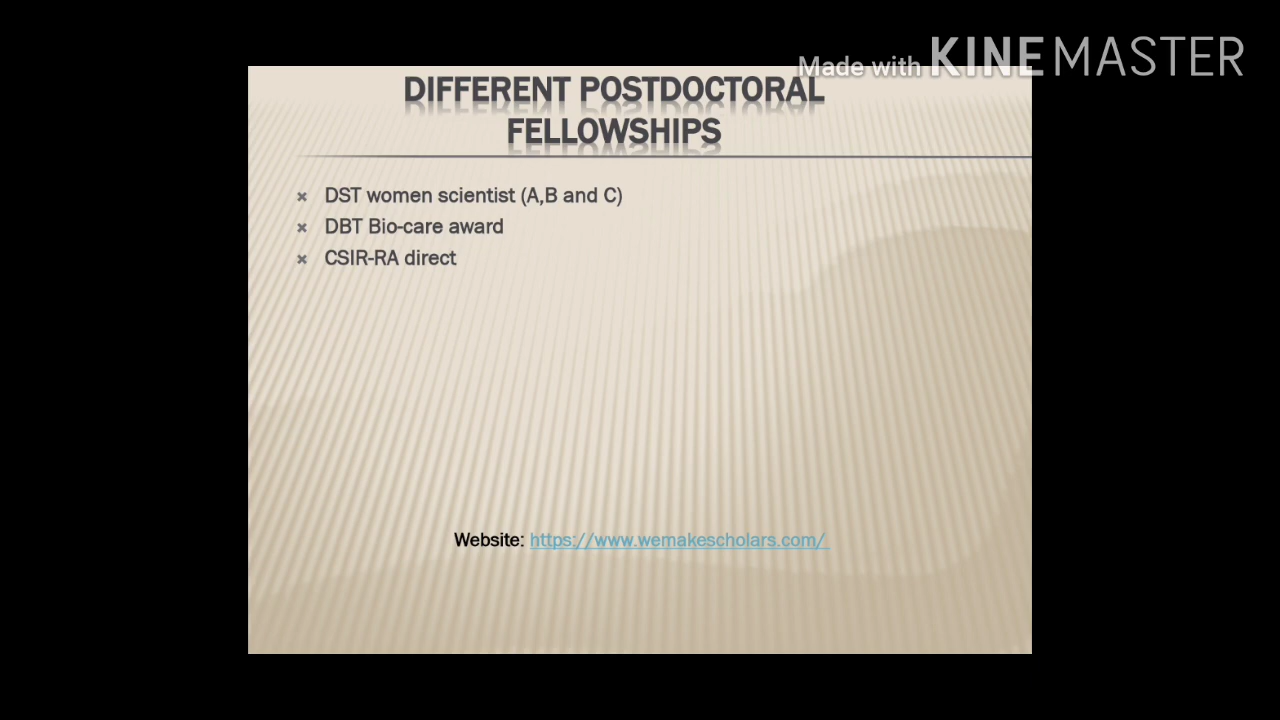 Made with KINEMASTER
DIFFERENT POSTDOCTORAL
FELLOWSHIPS
DST women scientist (A,B and C)
DBT Bio-care award
CSIR-RA direct
Website: https://www.wemakescholars.com/